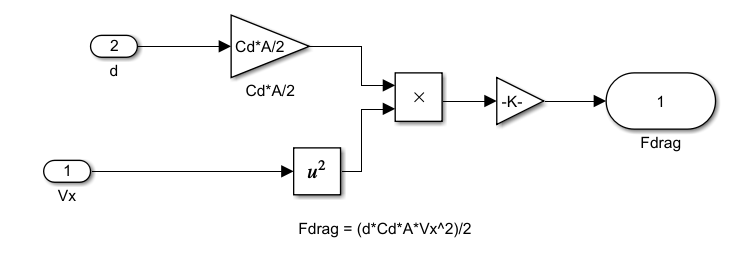 2
d
Cd*A/2
Cd*A/2
×
-K-
1
Fdrag
1
Vx
u²
Fdrag = (d*Cd*A*Vx^2)/2